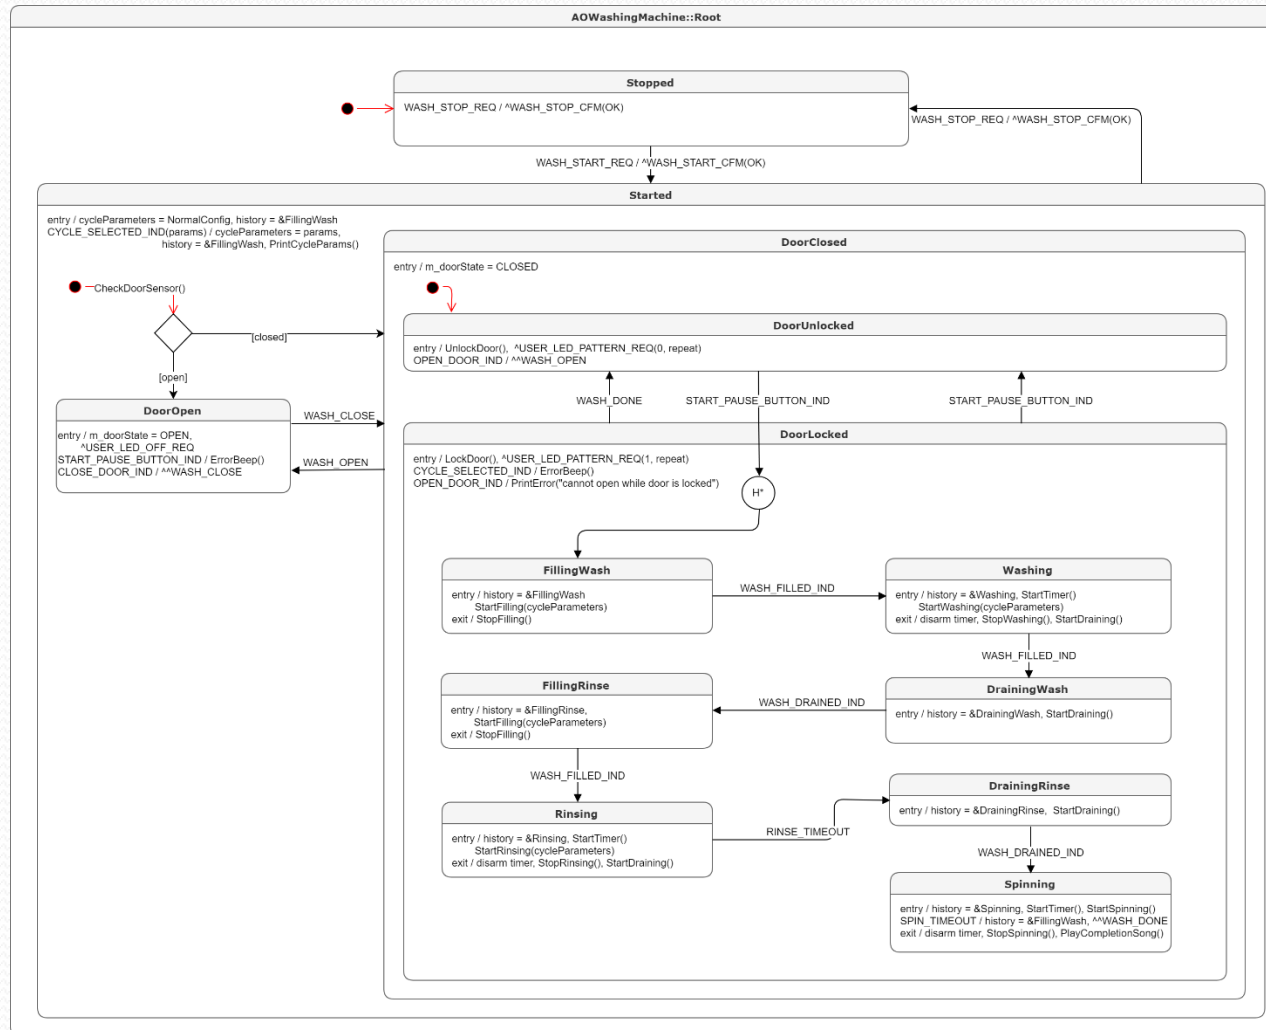 AOWashingMachine::Root
Stopped
WASH_STOP_REQ / ^WASH_STOP_CFM(OK)
WASH_STOP_REQ / ^WASH_STOP_CFM(OK)
WASH_START_REQ / ^WASH_START_CFM(OK)
Started
entry / cycleParameters = NormalConfig, history = &FillingWash
CYCLE_SELECTED_IND(params) / cycleParameters = params,
history = &FillingWash, PrintCycleParams()
CheckDoorSensor()
[closed]
[open]
DoorOpen
entry / m_doorState = OPEN,
^USER_LED_OFF_REQ
START_PAUSE_BUTTON_IND / ErrorBeep()
CLOSE_DOOR_IND / ^^WASH_CLOSE
WASH_CLOSE
WASH_OPEN
DoorClosed
entry / m_doorState = CLOSED
DoorUnlocked
entry / UnlockDoor(), ^USER_LED_PATTERN_REQ(0, repeat)
OPEN_DOOR_IND / ^^WASH_OPEN
WASH_DONE
START_PAUSE_BUTTON_IND
START_PAUSE_BUTTON_IND
DoorLocked
entry / LockDoor(), ^USER_LED_PATTERN_REQ(1, repeat)
CYCLE_SELECTED_IND / ErrorBeep()
OPEN_DOOR_IND / PrintError("cannot open while door is locked")
H*
FillingWash
entry / history = &FillingWash
StartFilling(cycleParameters)
exit / StopFilling()
WASH_FILLED_IND
Washing
entry / history = &Washing, StartTimer()
StartWashing(cycleParameters)
exit / disarm timer, StopWashing(), StartDraining()
WASH_FILLED_IND
DrainingWash
entry / history = &DrainingWash, StartDraining()
WASH_DRAINED_IND
FillingRinse
entry / history = &FillingRinse,
StartFilling(cycleParameters)
exit / StopFilling()
WASH_FILLED_IND
Rinsing
entry / history = &Rinsing, StartTimer()
StartRinsing(cycleParameters)
exit / disarm timer, StopRinsing(), StartDraining()
RINSE_TIMEOUT
DrainingRinse
entry / history = &DrainingRinse, StartDraining()
WASH_DRAINED_IND
Spinning
entry / history = &Spinning, StartTimer(), StartSpinning()
SPIN_TIMEOUT / history = &FillingWash, ^^WASH_DONE
exit / disarm timer, StopSpinning(), PlayCompletionSong()